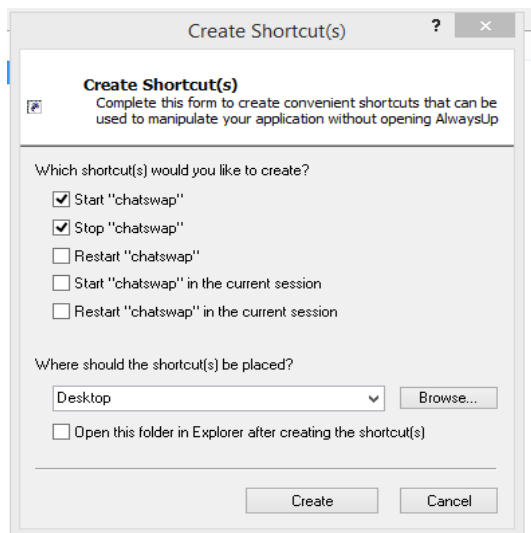 Create Shortcut(s)
?
Create Shortcut(s)
Complete this form to create convenient shortcuts that can be
used to manipulate your application without opening AlwaysUp
Which shortcut(s) would you like to create?
Start "chatswap"
Stop "chatswap"
Restart "chatswap"
Start "chatswap" in the current session
Restart "chatswap" in the current session
Where should the shortcut(s) be placed?
Desktop
Browse...
Open this folder in Explorer after creating the shortcut(s)
Create
Cancel